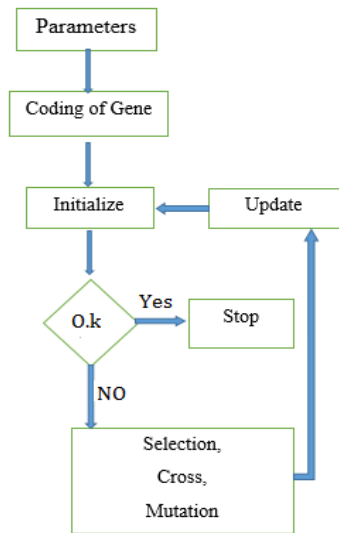 Parameters
Coding of Gene
Initialize
Update
O.k
Yes
Stop
NO
Selection,
Cross,
Mutation